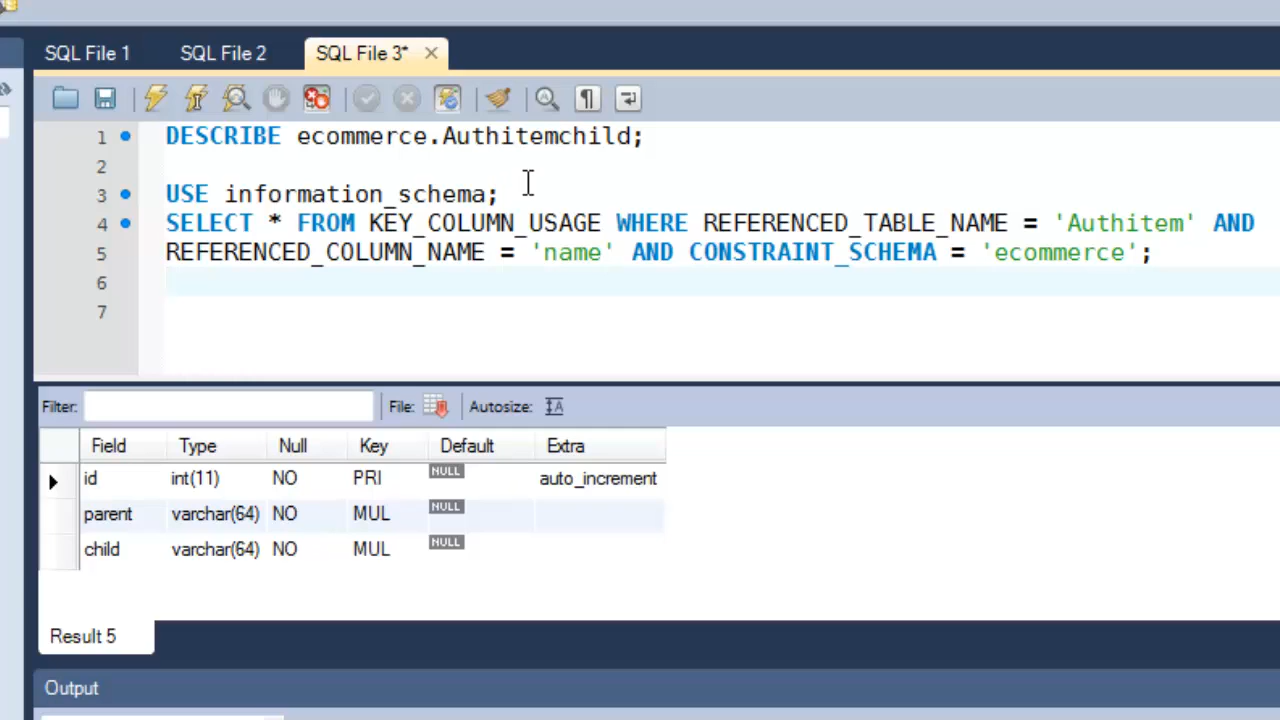 SQL File 1 SQL File 2 SQL File 3*
1 DESCRIBE ecommerce.Authitemchild;
2
3 USE information_schema;
4 SELECT * FROM KEY_COLUMN_USAGE WHERE REFERENCED_TABLE_NAME = 'Authitem' AND
5 REFERENCED_COLUMN_NAME = 'name' AND CONSTRAINT_SCHEMA = 'ecommerce';
6
7
Filter: File: Autosize:
Field Type Null Key Default Extra
id int(11) NO PRI NULL auto_increment
parent varchar(64) NO MUL NULL
child varchar(64) NO MUL NULL
Result 5
Output